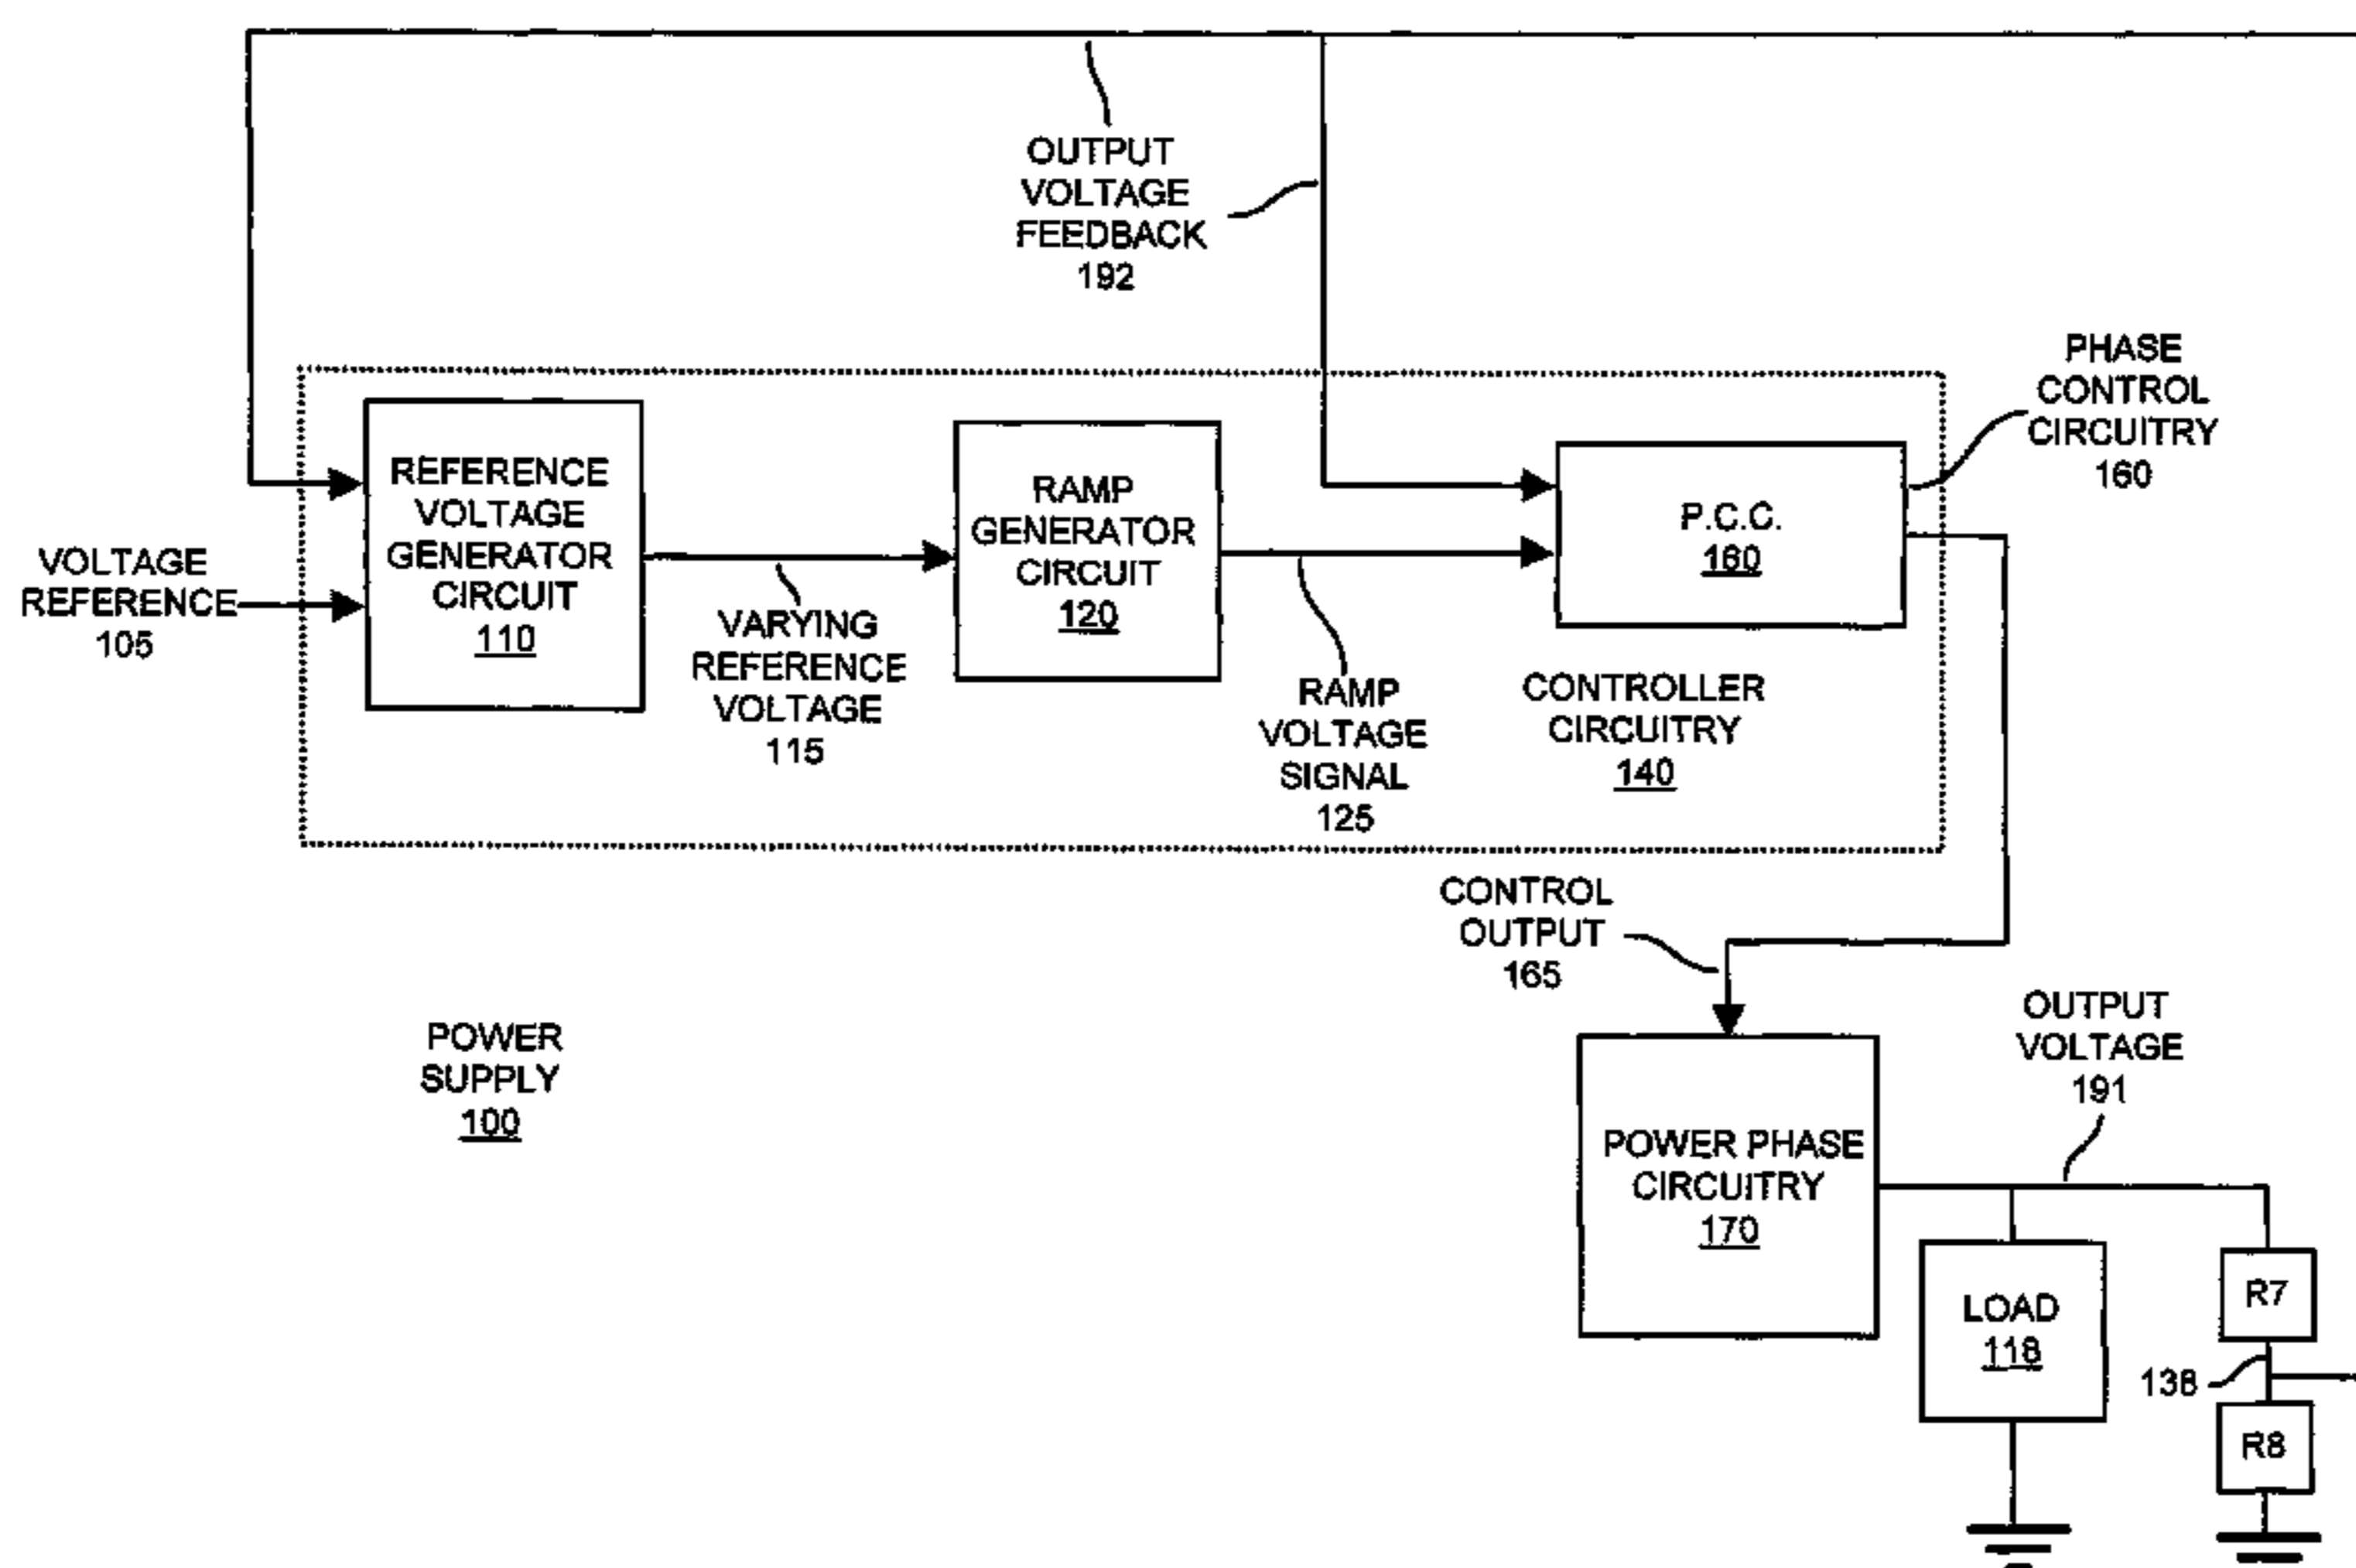 OUTPUT
VOLTAGE
FEEDBACK
192
PHASE
CONTROL
CIRCUITRY
160
REFERENCE
VOLTAGE
GENERATOR
CIRCUIT
110
RAMP
GENERATOR
CIRCUIT
120
P.C.C.
160
VOLTAGE
REFERENCE
105
VARYING
REFERENCE
VOLTAGE
115
RAMP
VOLTAGE
SIGNAL
125
CONTROLLER
CIRCUITRY
140
CONTROL
OUTPUT
165
POWER
SUPPLY
100
OUTPUT
VOLTAGE
191
POWER PHASE
CIRCUITRY
170
LOAD
118
R7
138
R8